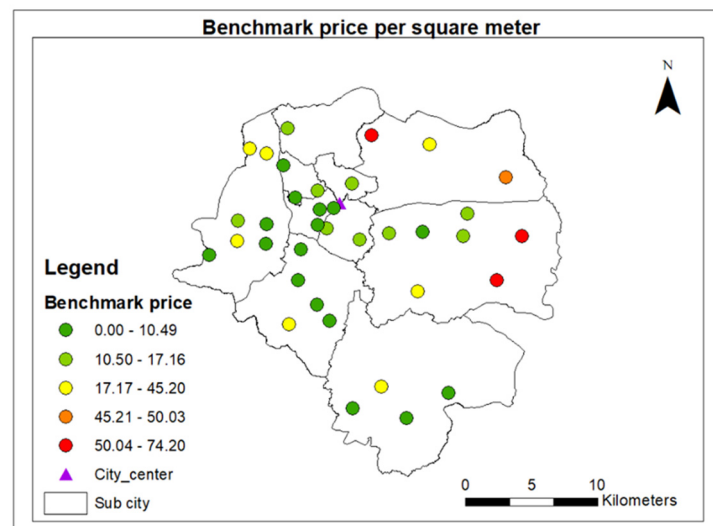 Benchmark price per square meter
N
Legend
Benchmark price
0.00 - 10.49
10.50 - 17.16
17.17 - 45.20
45.21 - 50.03
50.04 - 74.20
City_center
Sub city
0 5 10
Kilometers